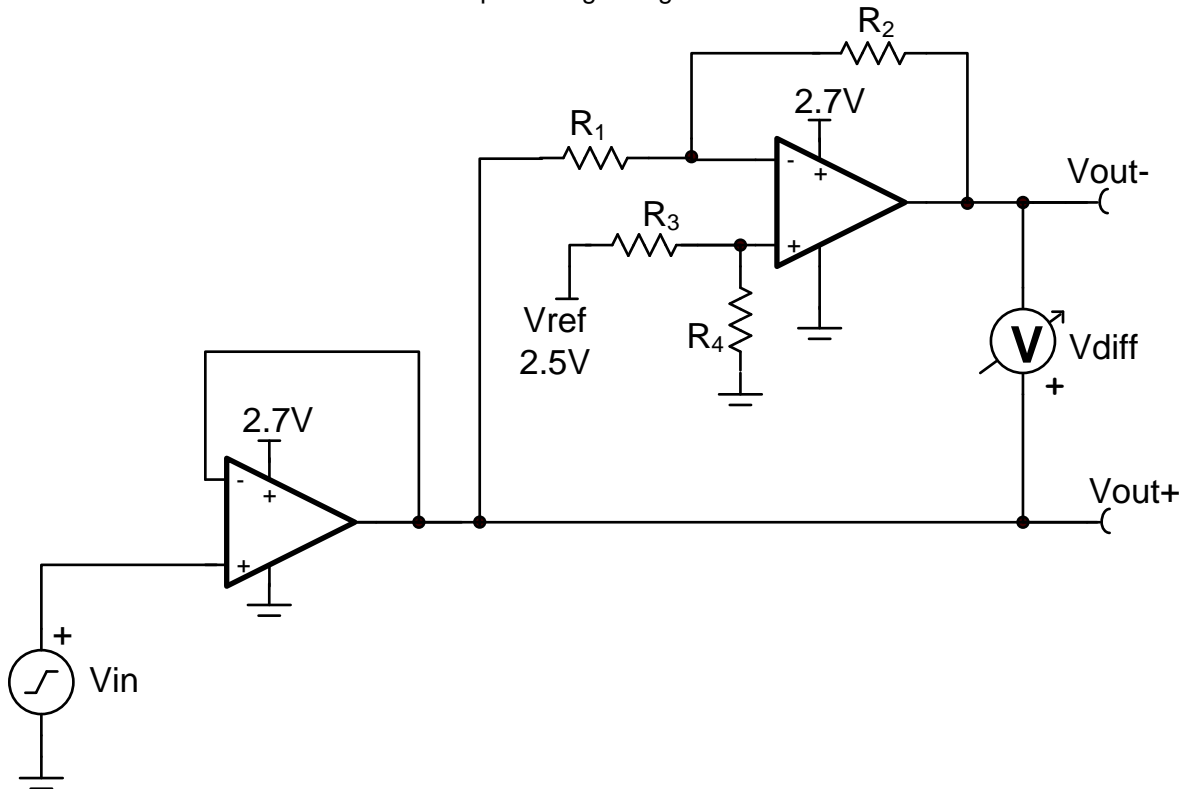 R2
2.7V
R1
Vout-
-
+
R3
+
Vref
2.5V
R4
V
Vdiff
+
2.7V
-
+
Vout+
+
+
Vin